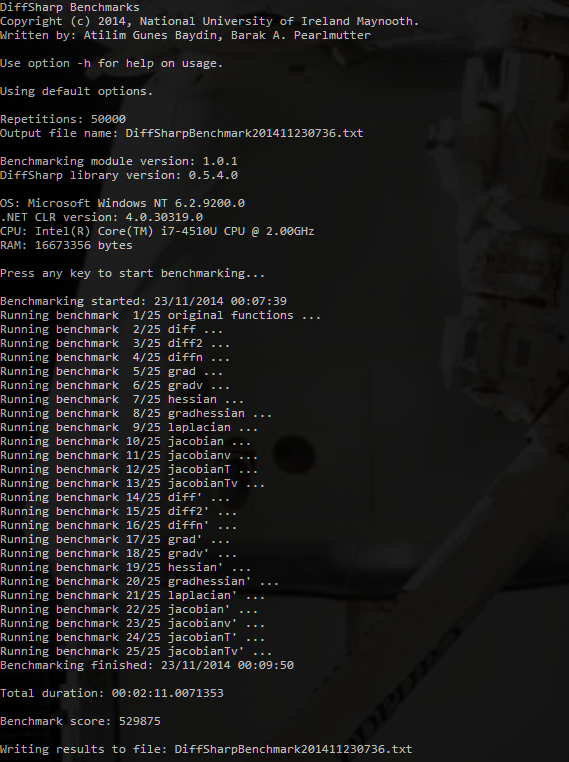 DiffSharp Benchmarks
Copyright (c) 2014, National University of Ireland Maynooth.
Written by: Atilim Gunes Baydin, Barak A. Pearlmutter
Use option -h for help on usage.
Using default options.
Repetitions: 50000
Output file name: DiffSharpBenchmark201411230736.txt
Benchmarking module version: 1.0.1
DiffSharp library version: 0.5.4.0
OS: Microsoft Windows NT 6.2.9200.0
.NET CLR version: 4.0.30319.0
CPU: Intel(R) Core(TM) i7-4510U CPU @ 2.00GHz
RAM: 16673356 bytes
Press any key to start benchmarking...
Benchmarking started: 23/11/2014 00:07:39
Running benchmark  1/25 original functions ...
Running benchmark  2/25 diff ...
Running benchmark  3/25 diff2 ...
Running benchmark  4/25 diffn ...
Running benchmark  5/25 grad ...
Running benchmark  6/25 gradv ...
Running benchmark  7/25 hessian ...
Running benchmark  8/25 gradhessian ...
Running benchmark  9/25 laplacian ...
Running benchmark 10/25 jacobian ...
Running benchmark 11/25 jacobianv ...
Running benchmark 12/25 jacobianT ...
Running benchmark 13/25 jacobianTv ...
Running benchmark 14/25 diff' ...
Running benchmark 15/25 diff2' ...
Running benchmark 16/25 diffn' ...
Running benchmark 17/25 grad' ...
Running benchmark 18/25 gradv' ...
Running benchmark 19/25 hessian' ...
Running benchmark 20/25 gradhessian' ...
Running benchmark 21/25 laplacian' ...
Running benchmark 22/25 jacobian' ...
Running benchmark 23/25 jacobianv' ...
Running benchmark 24/25 jacobianT' ...
Running benchmark 25/25 jacobianTv' ...
Benchmarking finished: 23/11/2014 00:09:50
Total duration: 00:02:11.0071353
Benchmark score: 529875
Writing results to file: DiffSharpBenchmark201411230736.txt